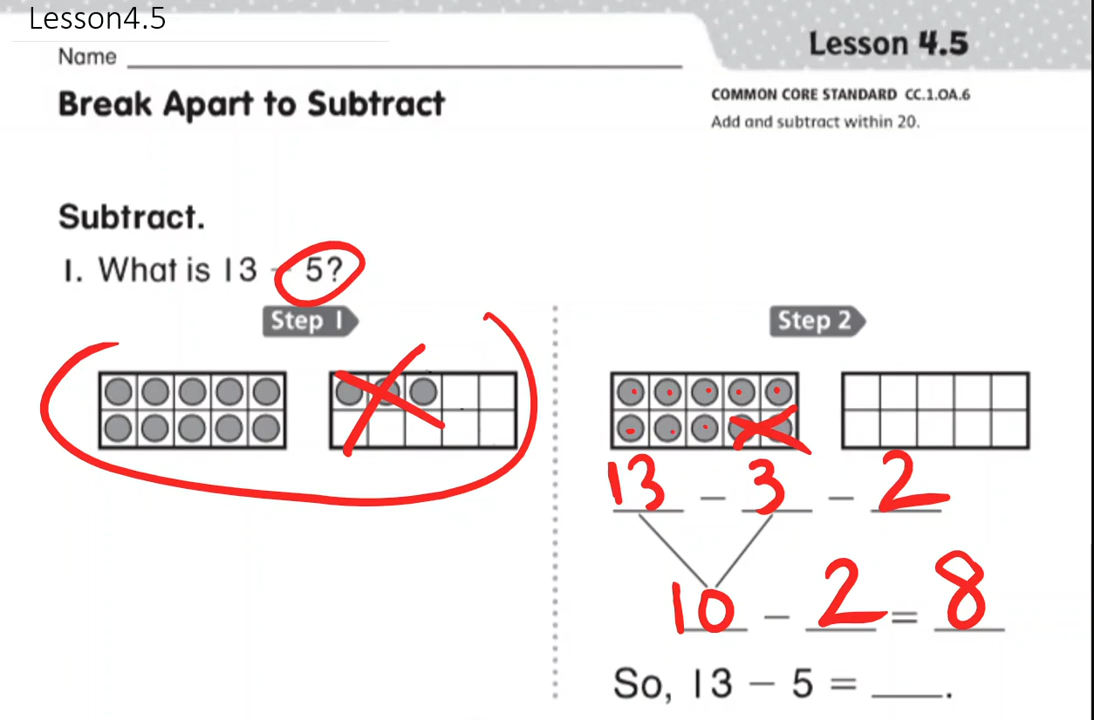 Lesson4.5
Lesson 4.5
Name
Break Apart to Subtract
COMMON CORE STANDARD CC.1.OA.6
Add and subtract within 20.
Subtract.
1. What is 13 - 5?
Step 1
Step 2
13 - 3 - 2
10 - 2 = 8
So, 13 - 5 = ____.